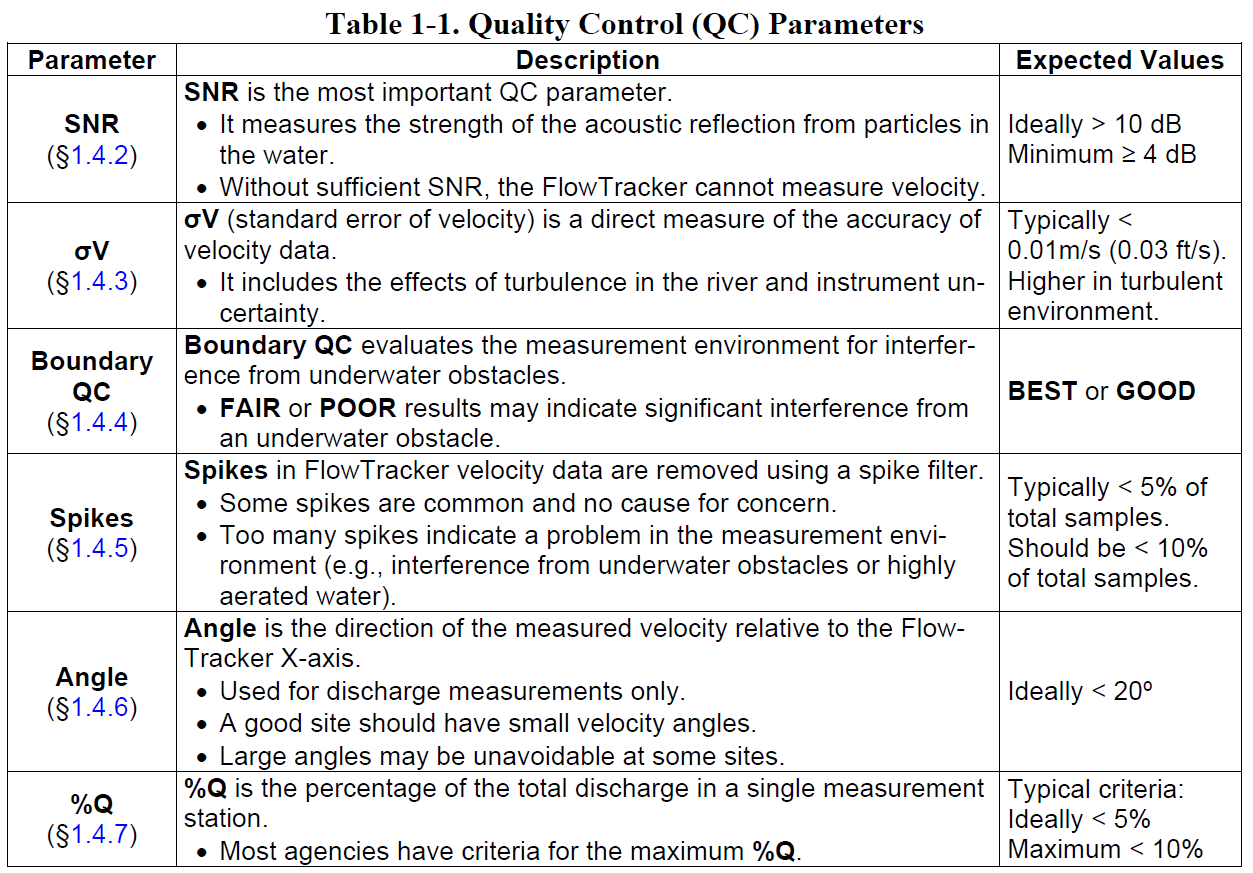 Table 1-1. Quality Control (QC) Parameters
Parameter
Description
Expected Values
SNR
(§1.4.2)
SNR is the most important QC parameter.
• It measures the strength of the acoustic reflection from particles in
the water.
• Without sufficient SNR, the FlowTracker cannot measure velocity.
Ideally > 10 dB
Minimum ≥ 4 dB
σV
(§1.4.3)
σV (standard error of velocity) is a direct measure of the accuracy of
velocity data.
• It includes the effects of turbulence in the river and instrument un-
certainty.
Typically <
0.01m/s (0.03 ft/s).
Higher in turbulent
environment.
Boundary
QC
(§1.4.4)
Boundary QC evaluates the measurement environment for interfer-
ence from underwater obstacles.
• FAIR or POOR results may indicate significant interference from
an underwater obstacle.
BEST or GOOD
Spikes
(§1.4.5)
Spikes in FlowTracker velocity data are removed using a spike filter.
• Some spikes are common and no cause for concern.
• Too many spikes indicate a problem in the measurement envi-
ronment (e.g., interference from underwater obstacles or highly
aerated water).
Typically < 5% of
total samples.
Should be < 10%
of total samples.
Angle
(§1.4.6)
Angle is the direction of the measured velocity relative to the Flow-
Tracker X-axis.
• Used for discharge measurements only.
• A good site should have small velocity angles.
• Large angles may be unavoidable at some sites.
Ideally < 20º
%Q
(§1.4.7)
%Q is the percentage of the total discharge in a single measurement
station.
• Most agencies have criteria for the maximum %Q.
Typical criteria:
Ideally < 5%
Maximum < 10%